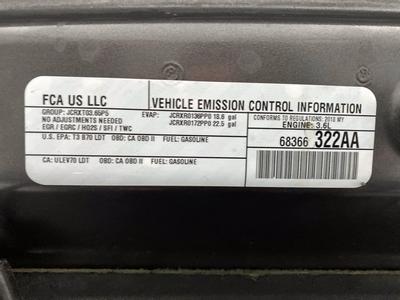 FCA US LLC
VEHICLE EMISSION CONTROL INFORMATION
GROUP: JCRXT03.65P5
EVAP: JCRXR0136PP0 18.6 gal
CONFORMS TO REGULATIONS: 2018 MY
NO ADJUSTMENTS NEEDED
JCRXR0172PP0 22.5 gal
ENGINE: 3.6L
EGR / EGRC / HO2S / SFI / TWC
68366 322AA
U.S. EPA: T3 B70 LDT OBD: CA OBD II FUEL: GASOLINE
CA: ULEV70 LDT OBD: CA OBD II FUEL: GASOLINE